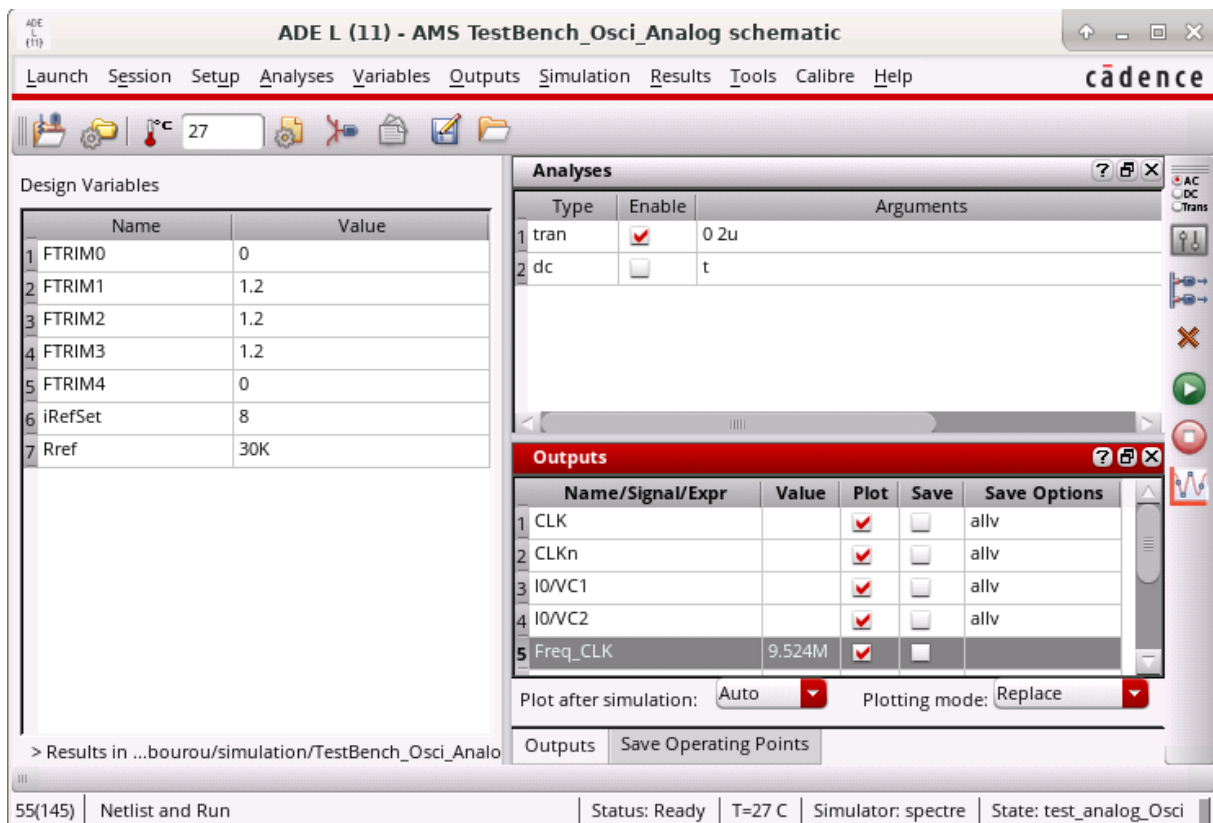 ADE L (11)
ADE L (11) - AMS TestBench_Osci_Analog schematic
Launch Session Setup Analyses Variables Outputs Simulation Results Tools Calibre Help cādence
°C 27
Design Variables
Name Value
1 FTRIM0 0
2 FTRIM1 1.2
3 FTRIM2 1.2
4 FTRIM3 1.2
5 FTRIM4 0
6 iRefSet 8
7 Rref 30K
> Results in ...bourou/simulation/TestBench_Osci_Analo
Analyses ?
Type Enable Arguments
1 tran 0 2u
2 dc t
Outputs ?
Name/Signal/Expr Value Plot Save Save Options
1 CLK allv
2 CLKn allv
3 I0/VC1 allv
4 I0/VC2 allv
5 Freq_CLK 9.524M
Plot after simulation: Auto Plotting mode: Replace
Outputs Save Operating Points
AC
DC
Trans
55(145) Netlist and Run Status: Ready T=27 C Simulator: spectre State: test_analog_Osci